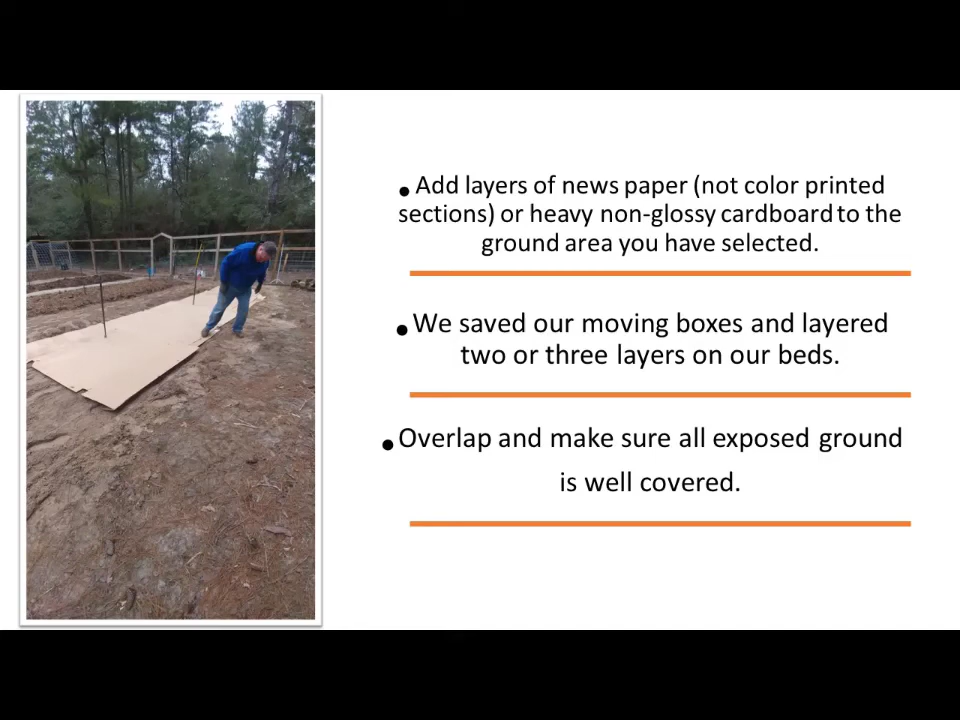 • Add layers of news paper (not color printed
sections) or heavy non-glossy cardboard to the
ground area you have selected.
• We saved our moving boxes and layered
two or three layers on our beds.
• Overlap and make sure all exposed ground
is well covered.